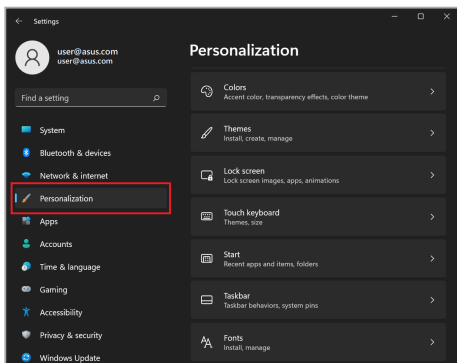 Settings
user@asus.com
user@asus.com
Find a setting
System
Bluetooth & devices
Network & internet
Personalization
Apps
Accounts
Time & language
Gaming
Accessibility
Privacy & security
Windows Update
Personalization
Colors
Accent color, transparency effects, color theme
Themes
Install, create, manage
Lock screen
Lock screen images, apps, animations
Touch keyboard
Themes, size
Start
Recent apps and items, folders
Taskbar
Taskbar behaviors, system pins
Fonts
Install, manage